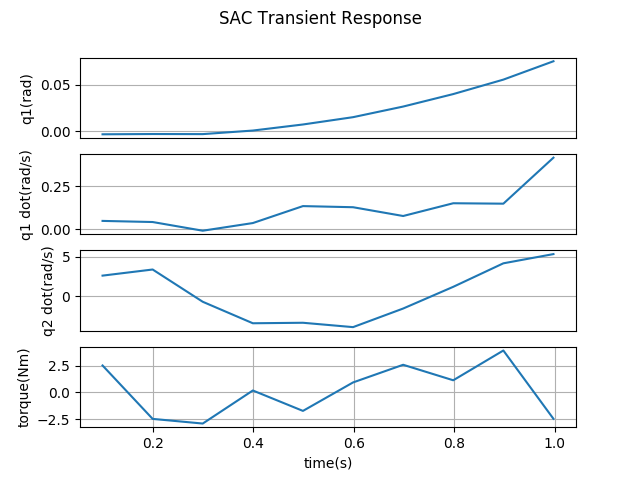 SAC Transient Response
q1(rad)
0.05
0.00
q1 dot(rad/s)
0.25
0.00
q2 dot(rad/s)
5
0
torque(Nm)
2.5
0.0
−2.5
0.2 0.4 0.6 0.8 1.0
time(s)